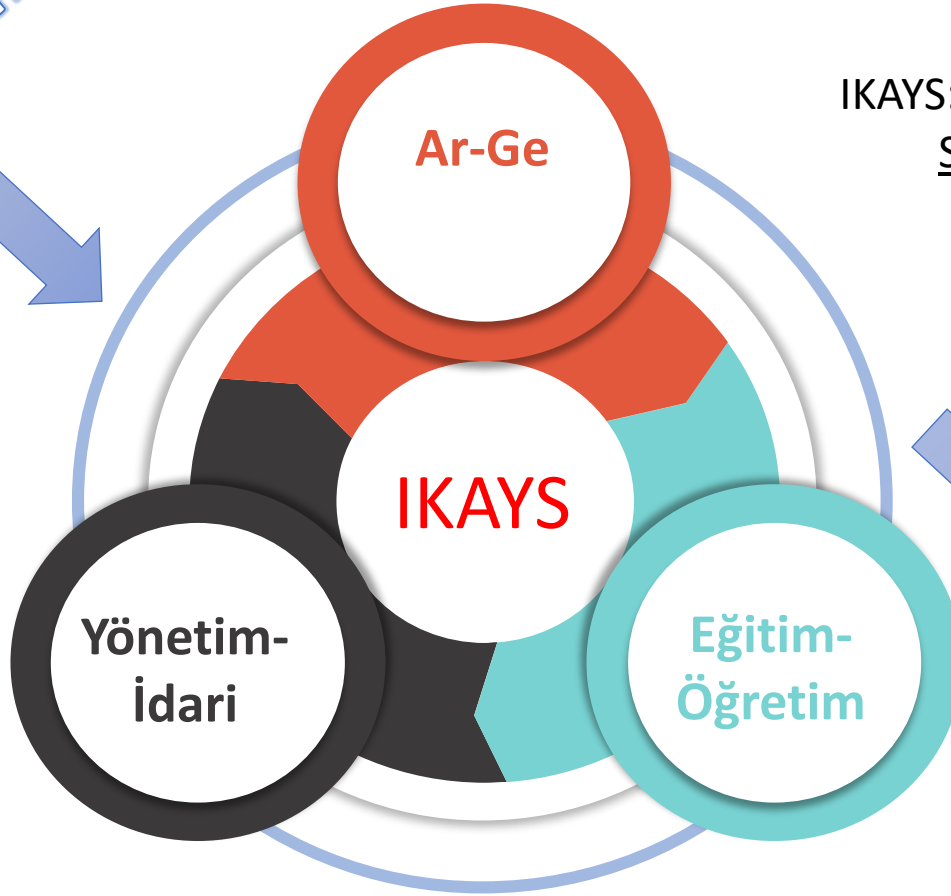 IKAYS:
S
Ar-Ge
IKAYS
Yönetim-
İdari
Eğitim-
Öğretim